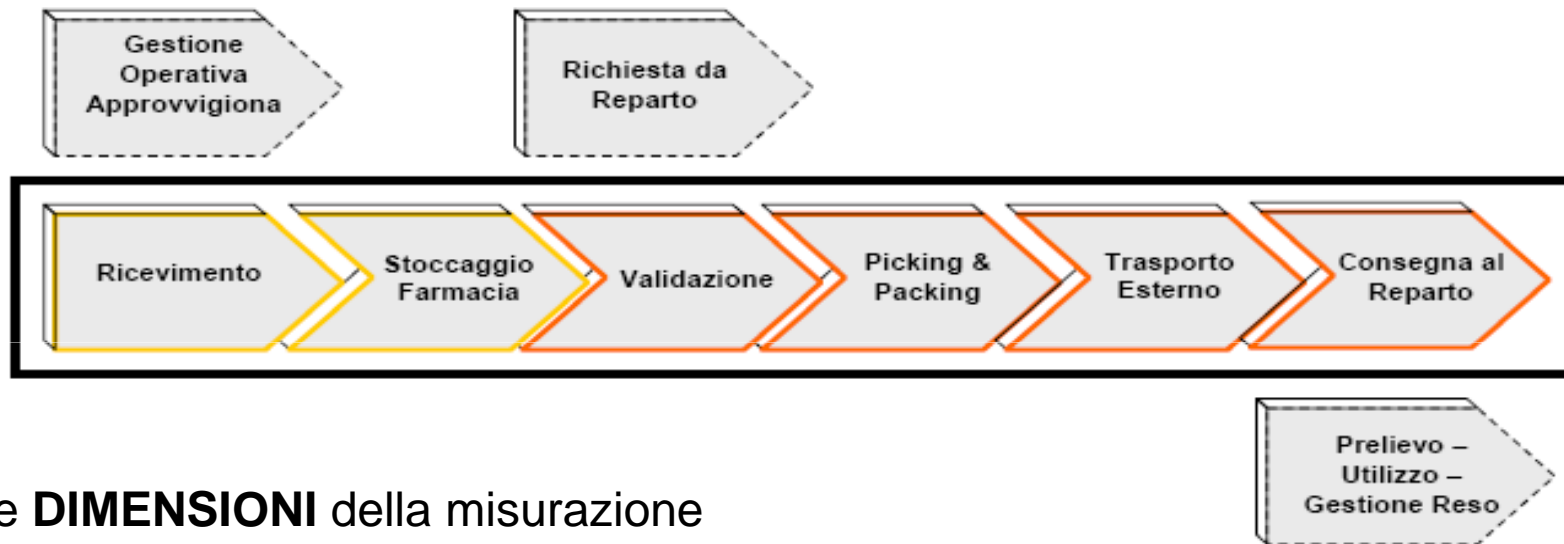 Gestione
Operativa
Approvvigiona
Richiesta da
Reparto
Ricevimento
Stoccaggio
Farmacia
Validazione
Picking &
Packing
Trasporto
Esterno
Consegna al
Reparto
Prelievo –
Utilizzo –
Gestione Reso
e DIMENSIONI della misurazione